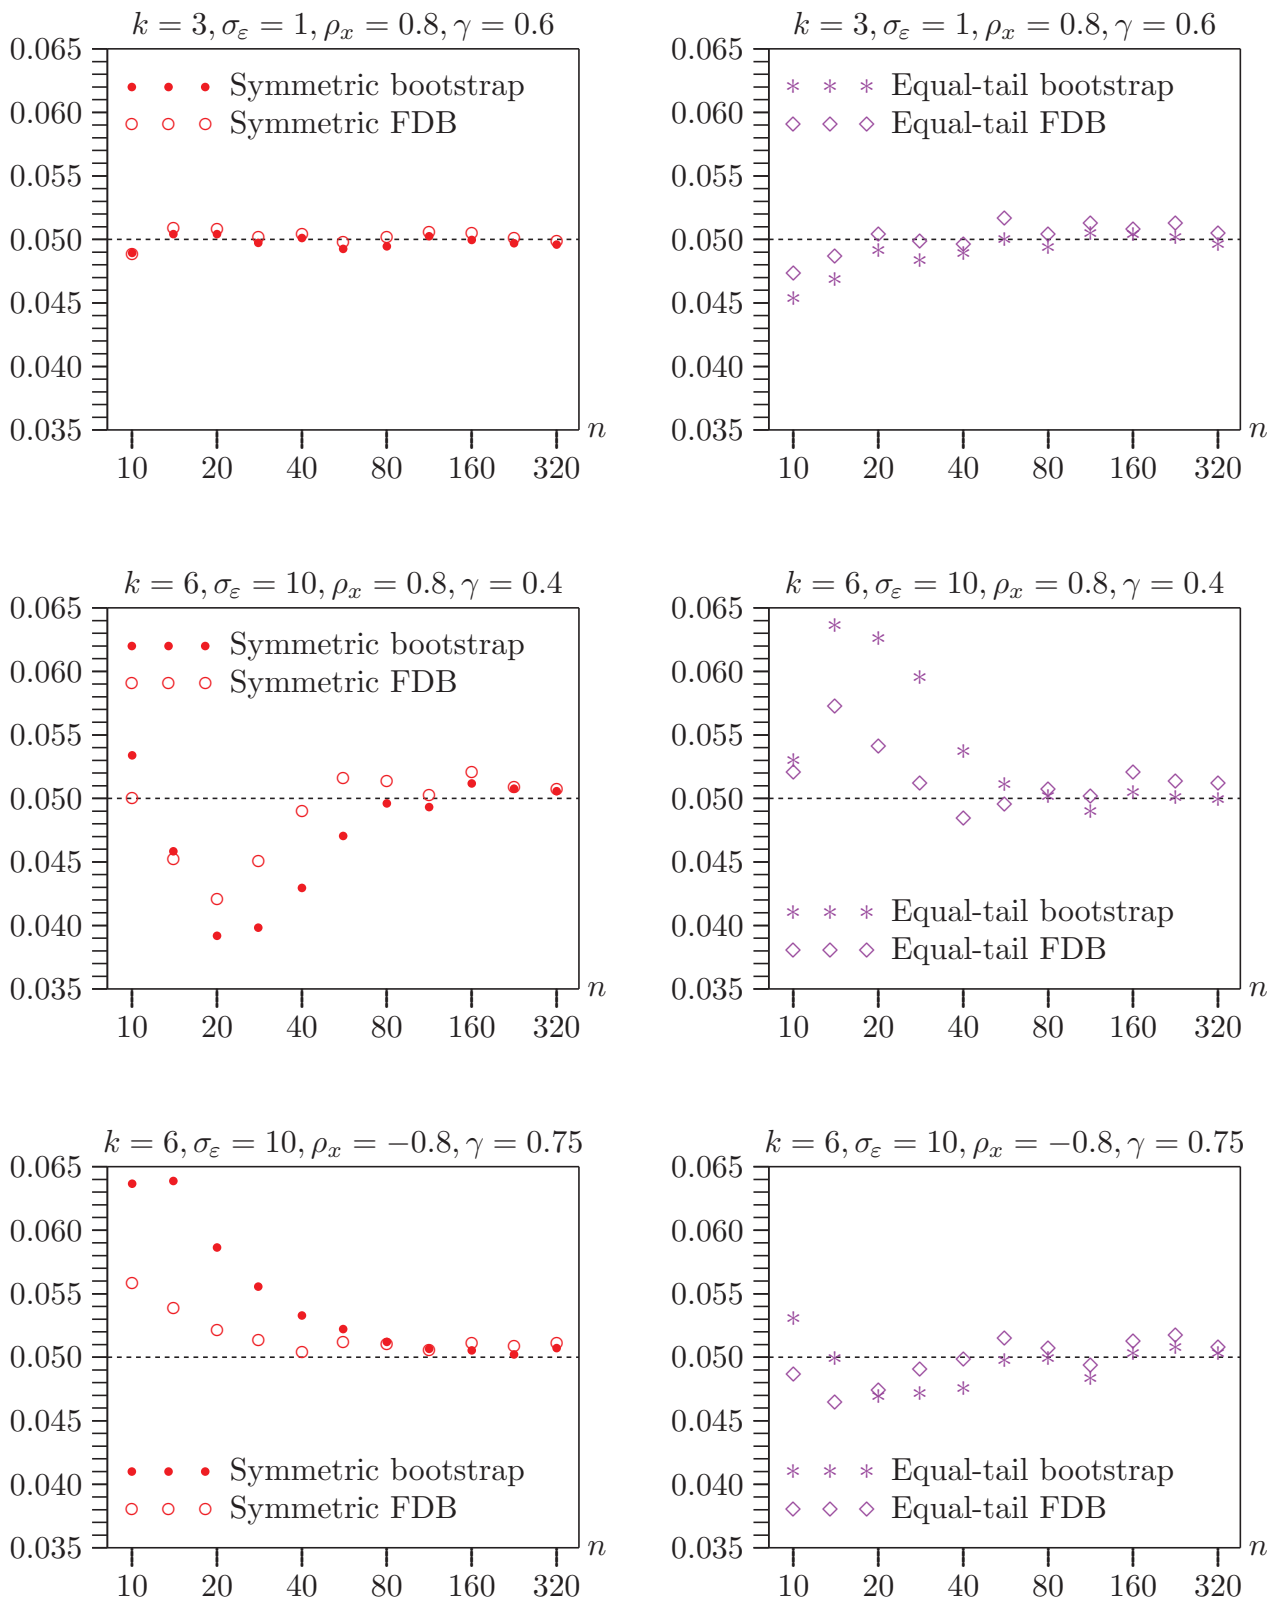 k = 3, σ_ε = 1, ρ_x = 0.8, γ = 0.6
0.065
0.060
0.055
0.050
0.045
0.040
0.035
Symmetric bootstrap
Symmetric FDB
10 20 40 80 160 320
n
k = 3, σ_ε = 1, ρ_x = 0.8, γ = 0.6
0.065
0.060
0.055
0.050
0.045
0.040
0.035
Equal-tail bootstrap
Equal-tail FDB
10 20 40 80 160 320
n
k = 6, σ_ε = 10, ρ_x = 0.8, γ = 0.4
0.065
0.060
0.055
0.050
0.045
0.040
0.035
Symmetric bootstrap
Symmetric FDB
10 20 40 80 160 320
n
k = 6, σ_ε = 10, ρ_x = 0.8, γ = 0.4
0.065
0.060
0.055
0.050
0.045
0.040
0.035
Equal-tail bootstrap
Equal-tail FDB
10 20 40 80 160 320
n
k = 6, σ_ε = 10, ρ_x = −0.8, γ = 0.75
0.065
0.060
0.055
0.050
0.045
0.040
0.035
Symmetric bootstrap
Symmetric FDB
10 20 40 80 160 320
n
k = 6, σ_ε = 10, ρ_x = −0.8, γ = 0.75
0.065
0.060
0.055
0.050
0.045
0.040
0.035
Equal-tail bootstrap
Equal-tail FDB
10 20 40 80 160 320
n